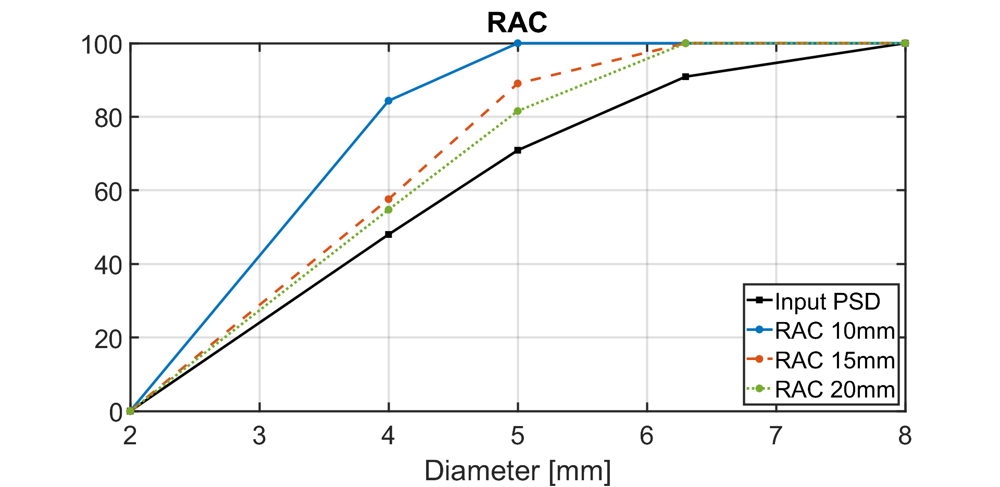 RAC
100
80
60
40
20
0
2 3 4 5 6 7 8
Diameter [mm]
Input PSD
RAC 10mm
RAC 15mm
RAC 20mm